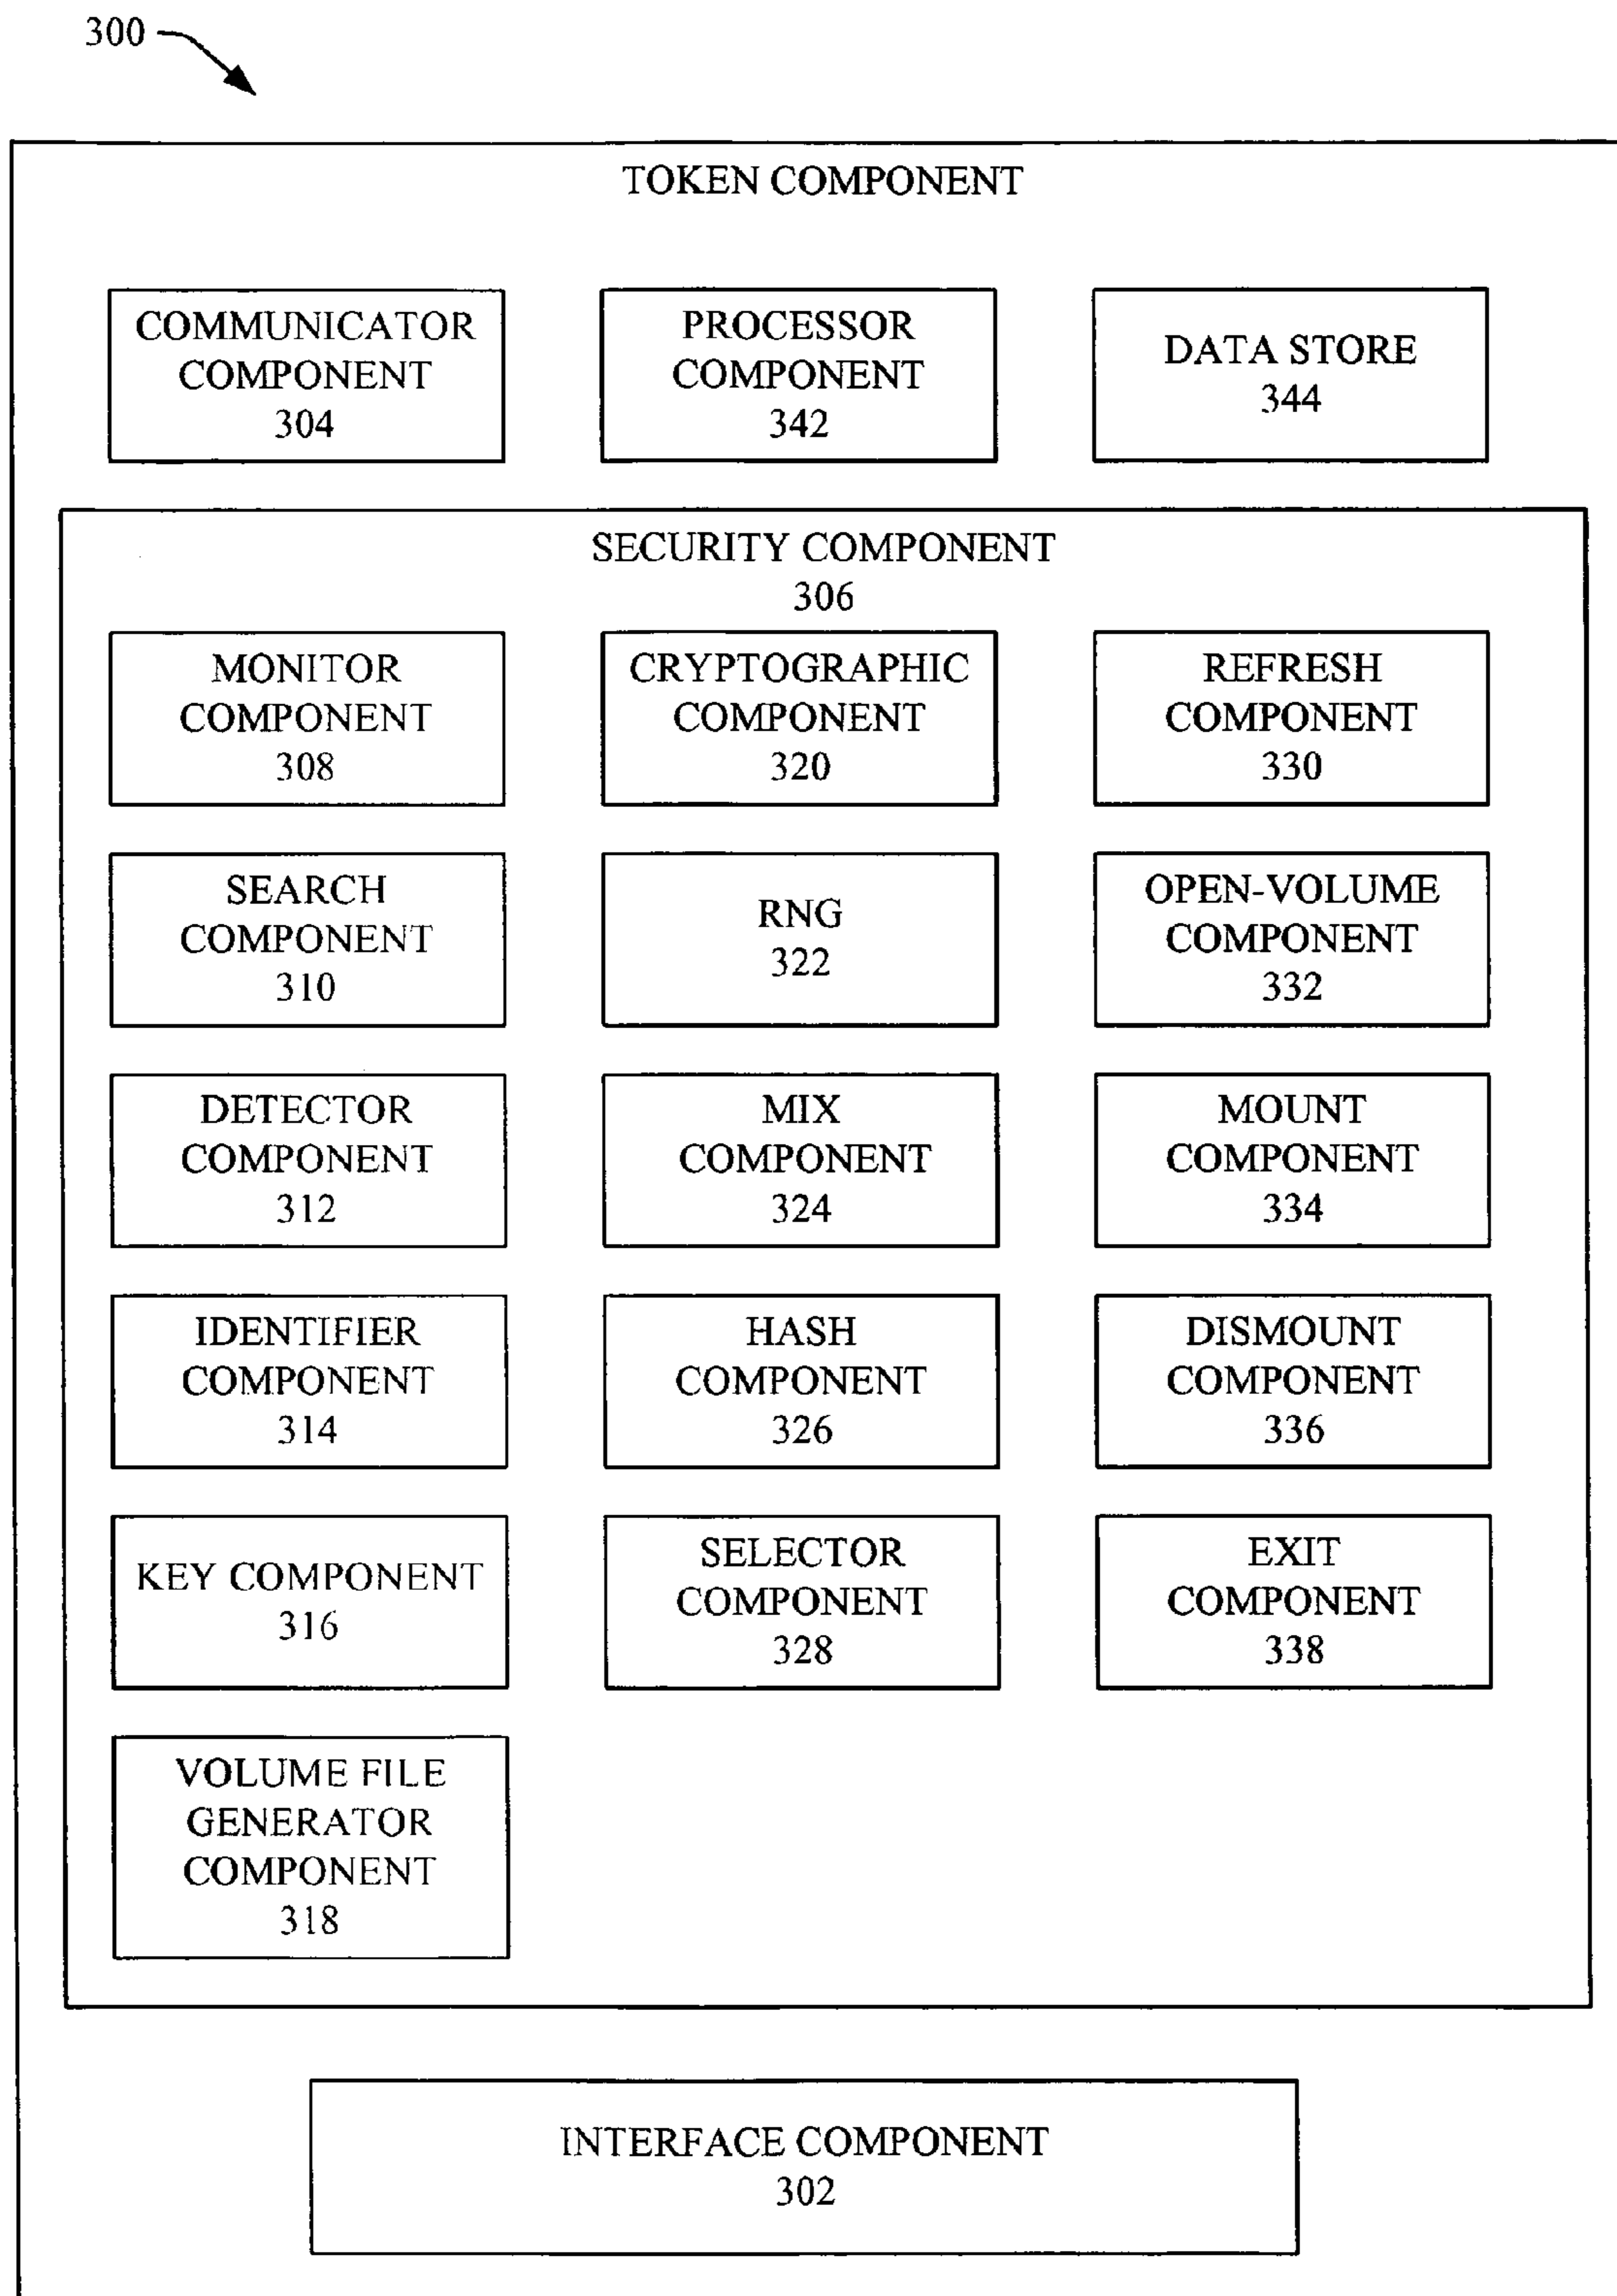 300
TOKEN COMPONENT
COMMUNICATOR
COMPONENT
304
PROCESSOR
COMPONENT
342
DATA STORE
344
SECURITY COMPONENT
306
MONITOR
COMPONENT
308
CRYPTOGRAPHIC
COMPONENT
320
REFRESH
COMPONENT
330
SEARCH
COMPONENT
310
RNG
322
OPEN-VOLUME
COMPONENT
332
DETECTOR
COMPONENT
312
MIX
COMPONENT
324
MOUNT
COMPONENT
334
IDENTIFIER
COMPONENT
314
HASH
COMPONENT
326
DISMOUNT
COMPONENT
336
KEY COMPONENT
316
SELECTOR
COMPONENT
328
EXIT
COMPONENT
338
VOLUME FILE
GENERATOR
COMPONENT
318
INTERFACE COMPONENT
302